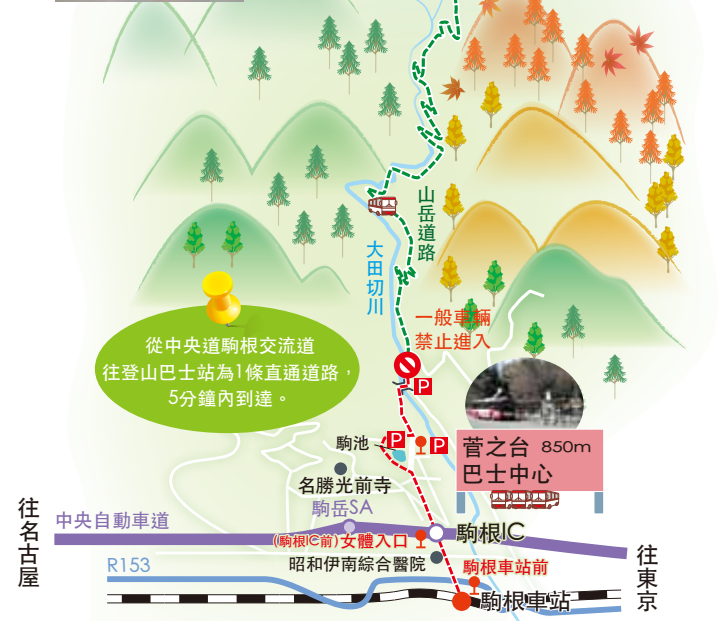 山岳道路
大田切川
一般車輛
禁止進入
從中央道駒根交流道
往登山巴士站為1條直通道路，
5分鐘內到達。
P
P
P
駒池
菅之台 850m
巴士中心
名勝光前寺
駒岳SA
往名古屋
中央自動車道
(駒根IC前)女體入口
駒根IC
昭和伊南綜合醫院
往東京
R153
駒根車站前
駒根車站